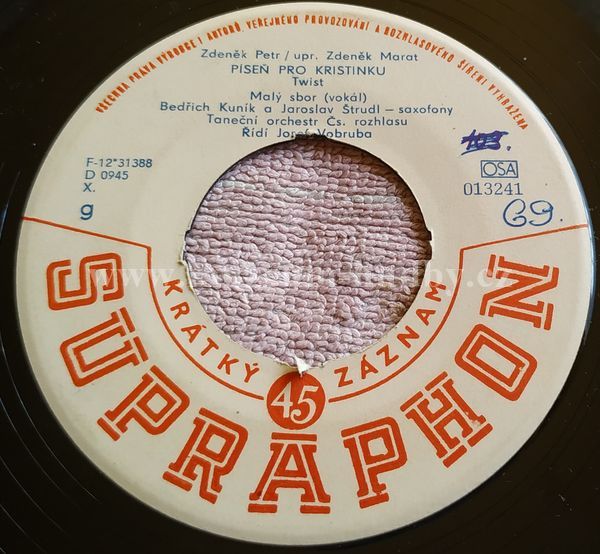 VŠECHNA PRÁVA VÝROBCE I AUTORŮ, VEŘEJNÉHO PROVOZOVÁNÍ A ROZHLASOVÉHO ŠÍŘENÍ VYHRAŽENA
Zdeněk Petr / upr. Zdeněk Marat
PÍSEŇ PRO KRISTINKU
Twist
Malý sbor (vokál)
Bedřich Kuník a Jaroslav Štrudl — saxofony
Taneční orchestr Čs. rozhlasu
Řídí Josef Vobruba
F-12*31388
D 0945
X.
g
OSA
013241
69.
KRÁTKÝ 45 ZÁZNAM
SUPRAPHON